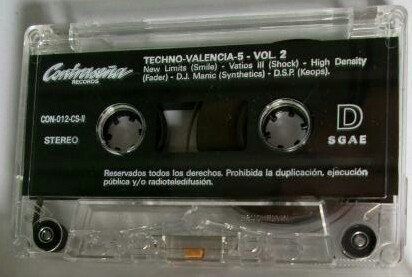 Contraseña
RECORDS
TECHNO-VALENCIA-5 - VOL. 2
New Limits (Smile) - Vatios III (Shock) - High Density
(Fader) - D.J. Manic (Synthetics) - D.S.P. (Keops).
CON-012-CS-II
STEREO
D
SGAE
Reservados todos los derechos. Prohibida la duplicación, ejecución
pública y/o radioteledifusión.